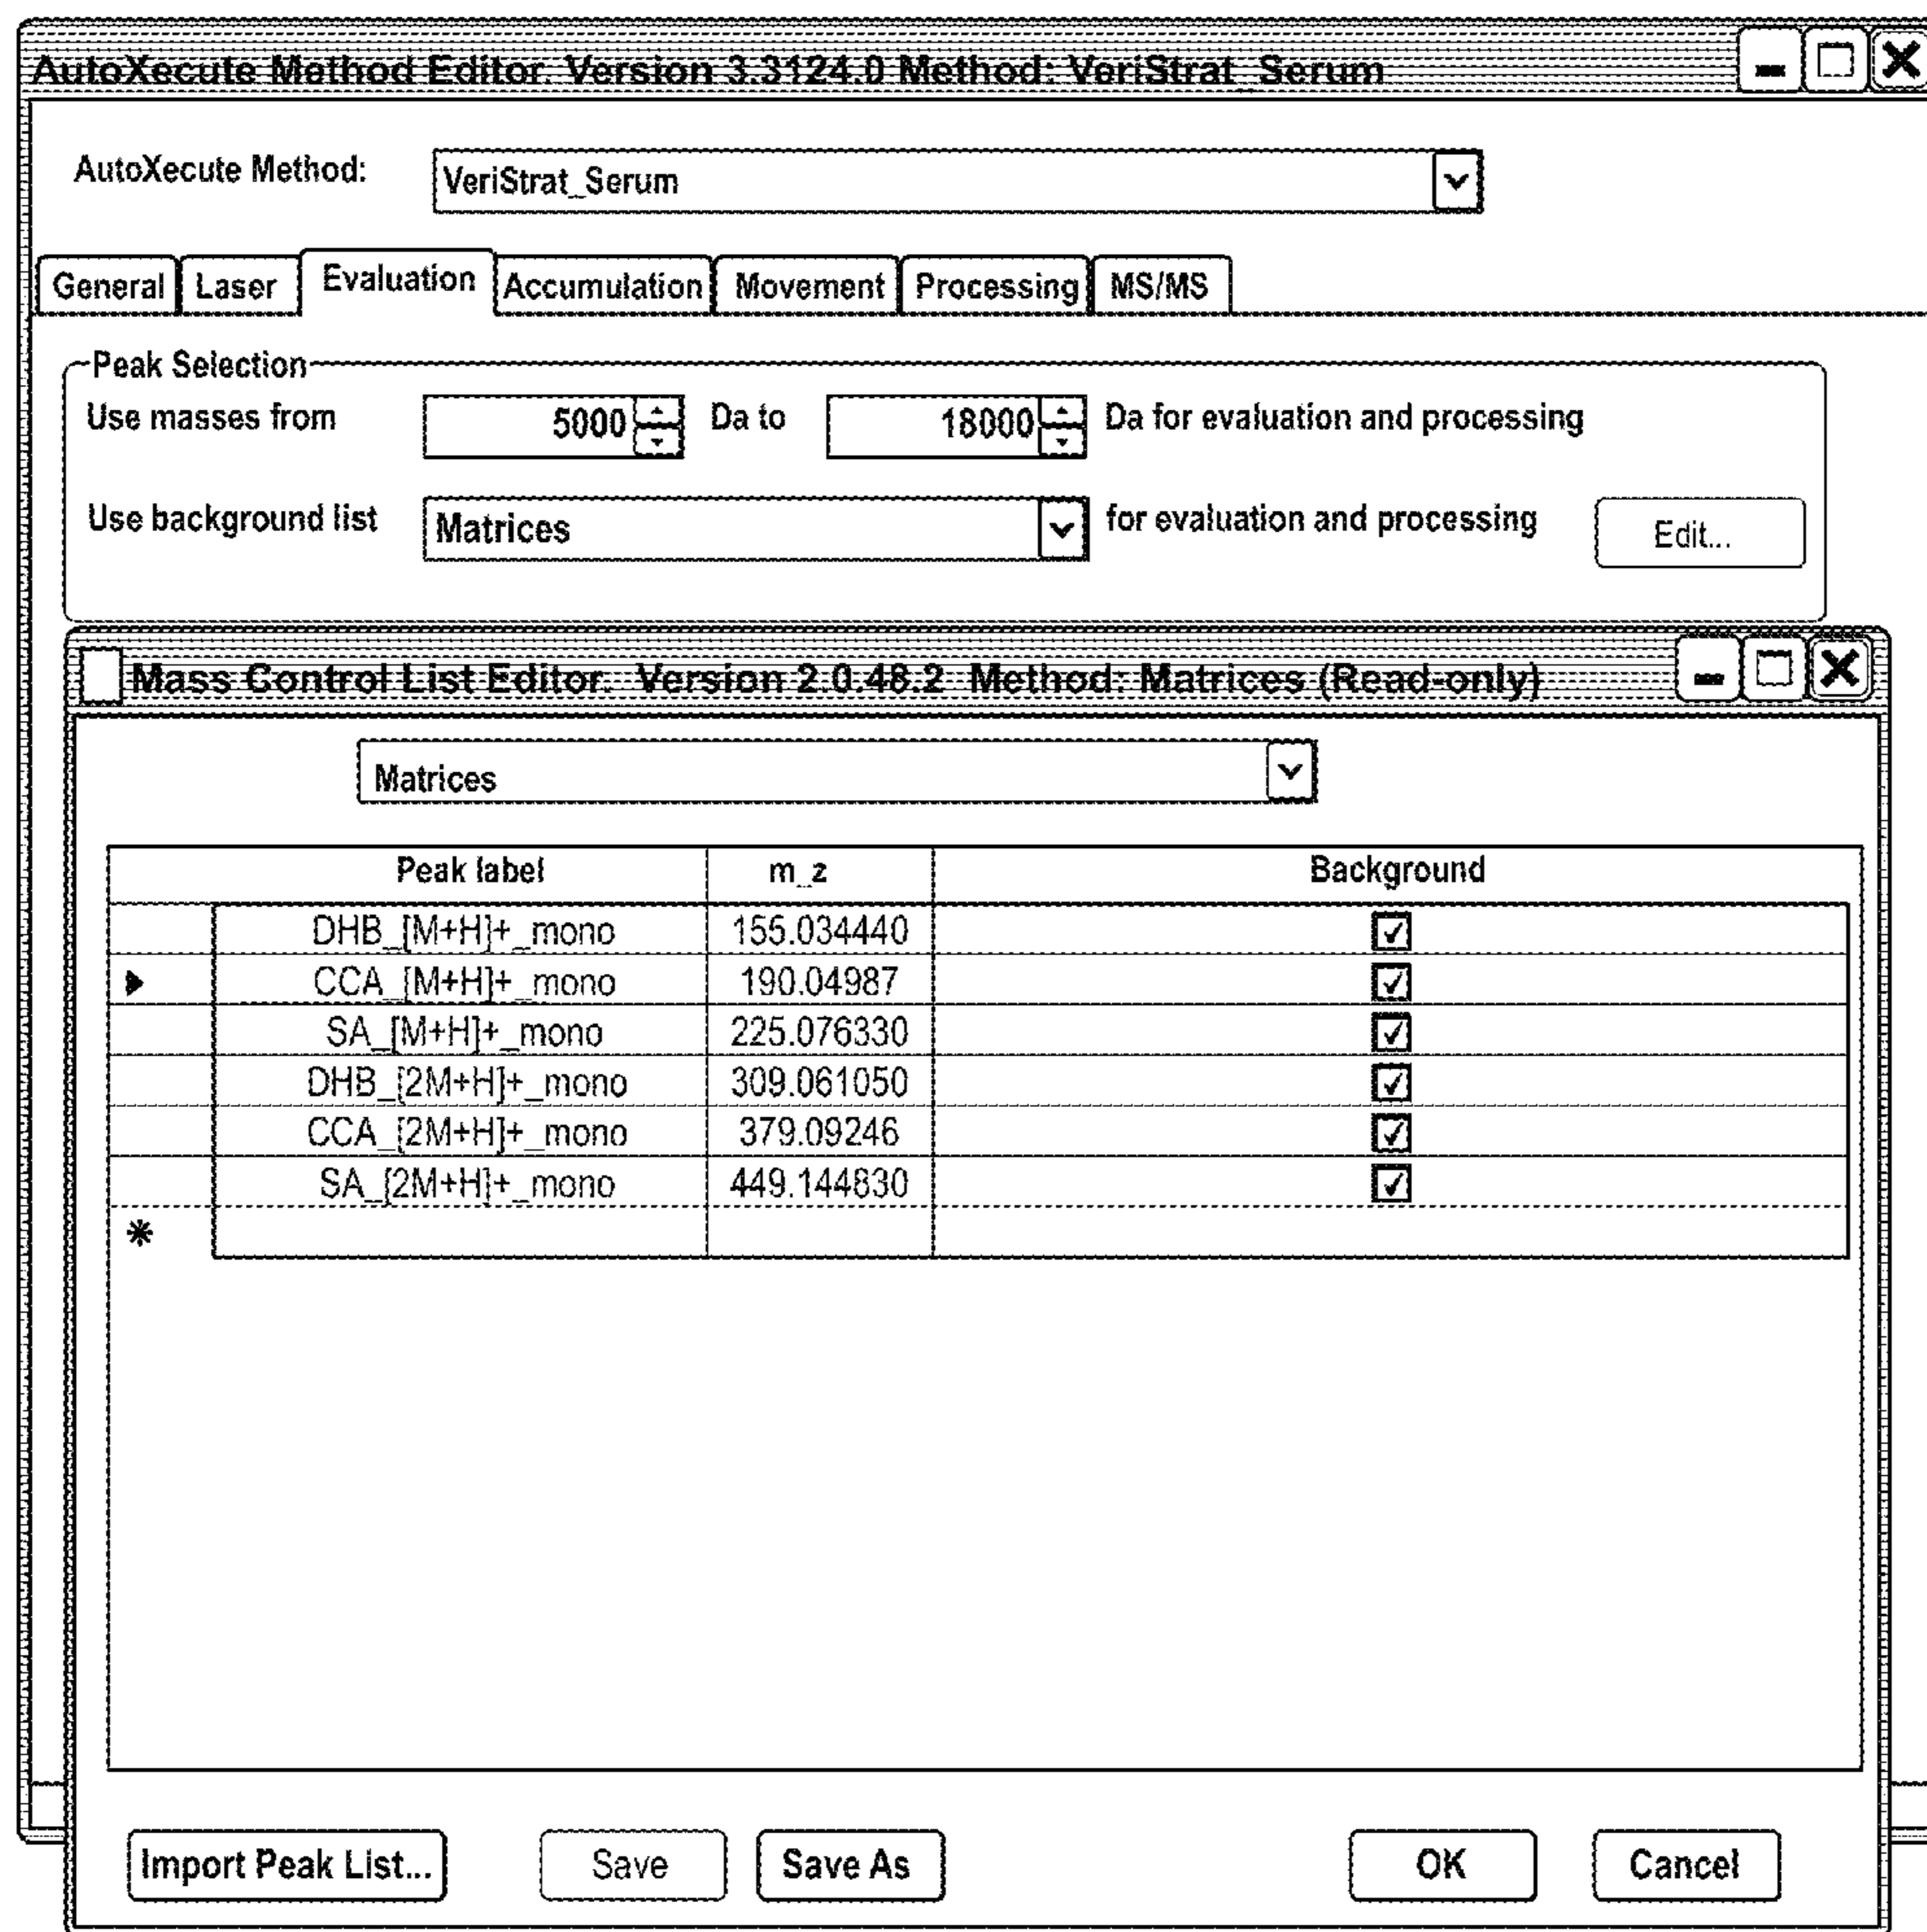 AutoXecute Method Editor. Version 3.3124.0 Method: VeriStrat_Serum
AutoXecute Method: VeriStrat_Serum
General Laser Evaluation Accumulation Movement Processing MS/MS
Peak Selection
Use masses from 5000 Da to 18000 Da for evaluation and processing
Use background list Matrices for evaluation and processing Edit...
Mass Control List Editor. Version 2.0.48.2 Method: Matrices (Read-only)
Matrices
Peak label m_z Background
DHB_[M+H]+_mono 155.034440
CCA_[M+H]+_mono 190.04987
SA_[M+H]+_mono 225.076330
DHB_[2M+H]+_mono 309.061050
CCA_[2M+H]+_mono 379.09246
SA_[2M+H]+_mono 449.144830
*
Import Peak List... Save Save As OK Cancel